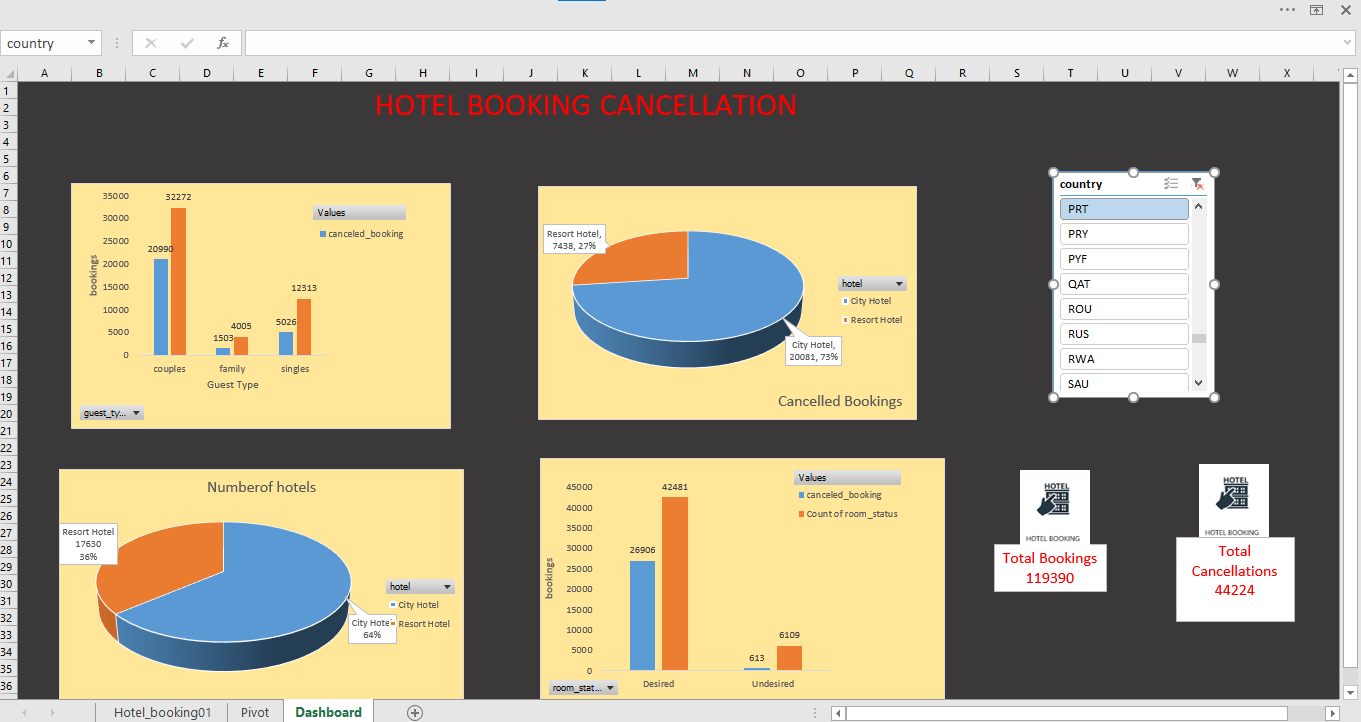 country
fx
A B C D E F G H I J K L M N O P Q R S T U V W X
1
2
3
4
5
6
7
8
9
10
11
12
13
14
15
16
17
18
19
20
21
22
23
24
25
26
27
28
29
30
31
32
33
34
35
36
HOTEL BOOKING CANCELLATION
35000
30000
25000
20000
15000
10000
5000
0
bookings
20990
32272
1503
4005
5026
12313
couples family singles
Guest Type
Values
canceled_booking
guest_ty...
Resort Hotel,
7438, 27%
City Hotel,
20081, 73%
hotel
City Hotel
Resort Hotel
Cancelled Bookings
country
PRT
PRY
PYF
QAT
ROU
RUS
RWA
SAU
Numberof hotels
Resort Hotel
17630
36%
City Hotel
64%
hotel
City Hotel
Resort Hotel
45000
40000
35000
30000
25000
20000
15000
10000
5000
0
bookings
26906
42481
613
6109
Desired Undesired
Values
canceled_booking
Count of room_status
room_stat...
HOTEL
HOTEL BOOKING
Total Bookings
119390
HOTEL
HOTEL BOOKING
Total
Cancellations
44224
Hotel_booking01 Pivot Dashboard